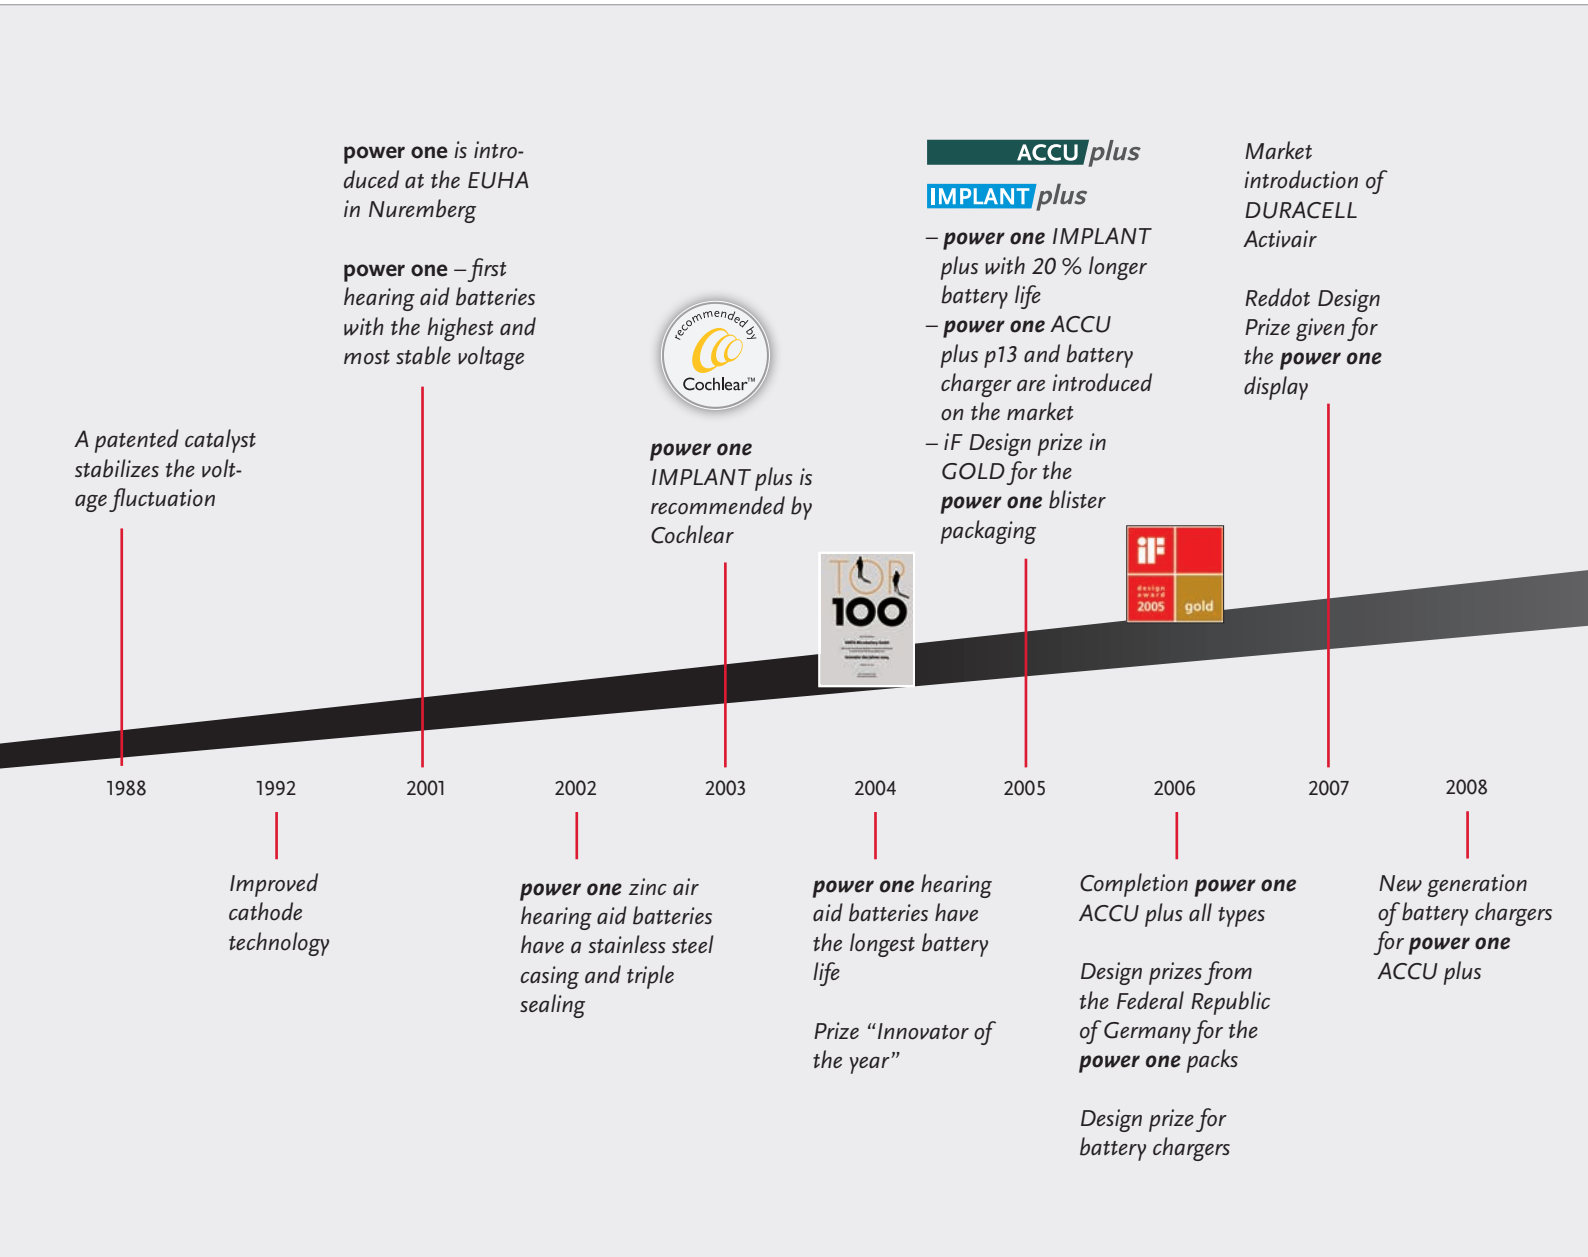 power one is intro-
duced at the EUHA
in Nuremberg
power one – first
hearing aid batteries
with the highest and
most stable voltage
ACCU plus
IMPLANT plus
– power one IMPLANT
plus with 20 % longer
battery life
– power one ACCU
plus p13 and battery
charger are introduced
on the market
– iF Design prize in
GOLD for the
power one blister
packaging
Market
introduction of
DURACELL
Activair
Reddot Design
Prize given for
the power one
display
recommended by
Cochlear™
A patented catalyst
stabilizes the volt-
age fluctuation
power one
IMPLANT plus is
recommended by
Cochlear
TOP
100
iF
design
award
2005
gold
1988
1992
2001
2002
2003
2004
2005
2006
2007
2008
Improved
cathode
technology
power one zinc air
hearing aid batteries
have a stainless steel
casing and triple
sealing
power one hearing
aid batteries have
the longest battery
life
Prize “Innovator of
the year”
Completion power one
ACCU plus all types
Design prizes from
the Federal Republic
of Germany for the
power one packs
Design prize for
battery chargers
New generation
of battery chargers
for power one
ACCU plus